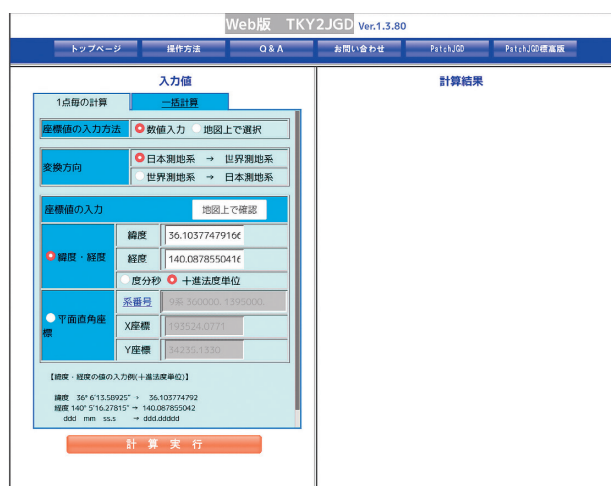 Web版 TKY2JGD Ver.1.3.80
トップページ 操作方法 Q & A お問い合わせ PatchJGD PatchJGD標高版
入力値
1点毎の計算 一括計算
座標値の入力方法 数値入力 地図上で選択
変換方向
日本測地系 → 世界測地系
世界測地系 → 日本測地系
座標値の入力 地図上で確認
緯度・経度
緯度 36.1037747916
経度 140.087855041
度分秒 十進法度単位
平面直角座標
系番号 9系 360000. 1395000.
X座標 193524.0771
Y座標 34235.1330
【緯度・経度の値の入力例(十進法度単位)】
緯度 36° 6'13.58925" → 36.103774792
経度 140° 5'16.27815" → 140.087855042
ddd mm ss.s → ddd.ddddd
計 算 実 行
計算結果